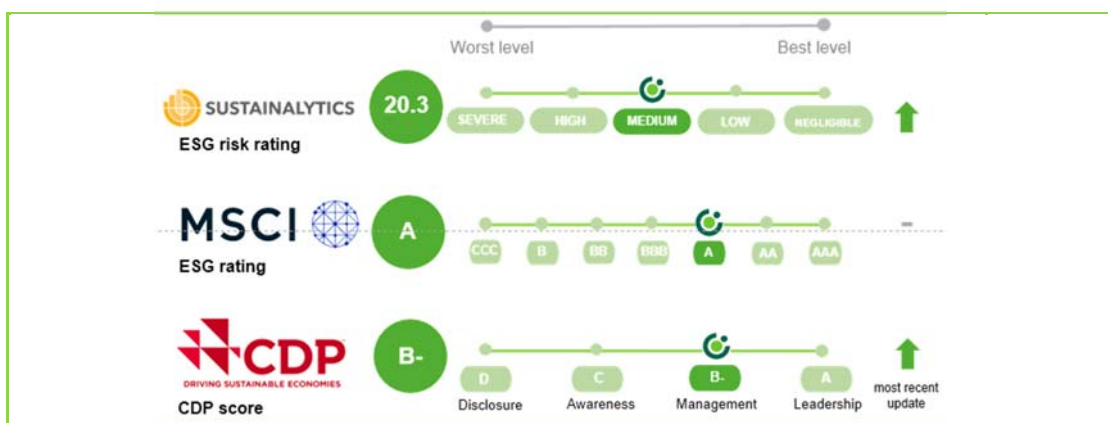 Worst level Best level
SUSTAINALYTICS
ESG risk rating
20.3
SEVERE HIGH MEDIUM LOW NEGLIGIBLE
MSCI
ESG rating
A
CCC B BB BBB A AA AAA
-
CDP
DRIVING SUSTAINABLE ECONOMIES
CDP score
B-
D C B- A
Disclosure Awareness Management Leadership
most recent
update